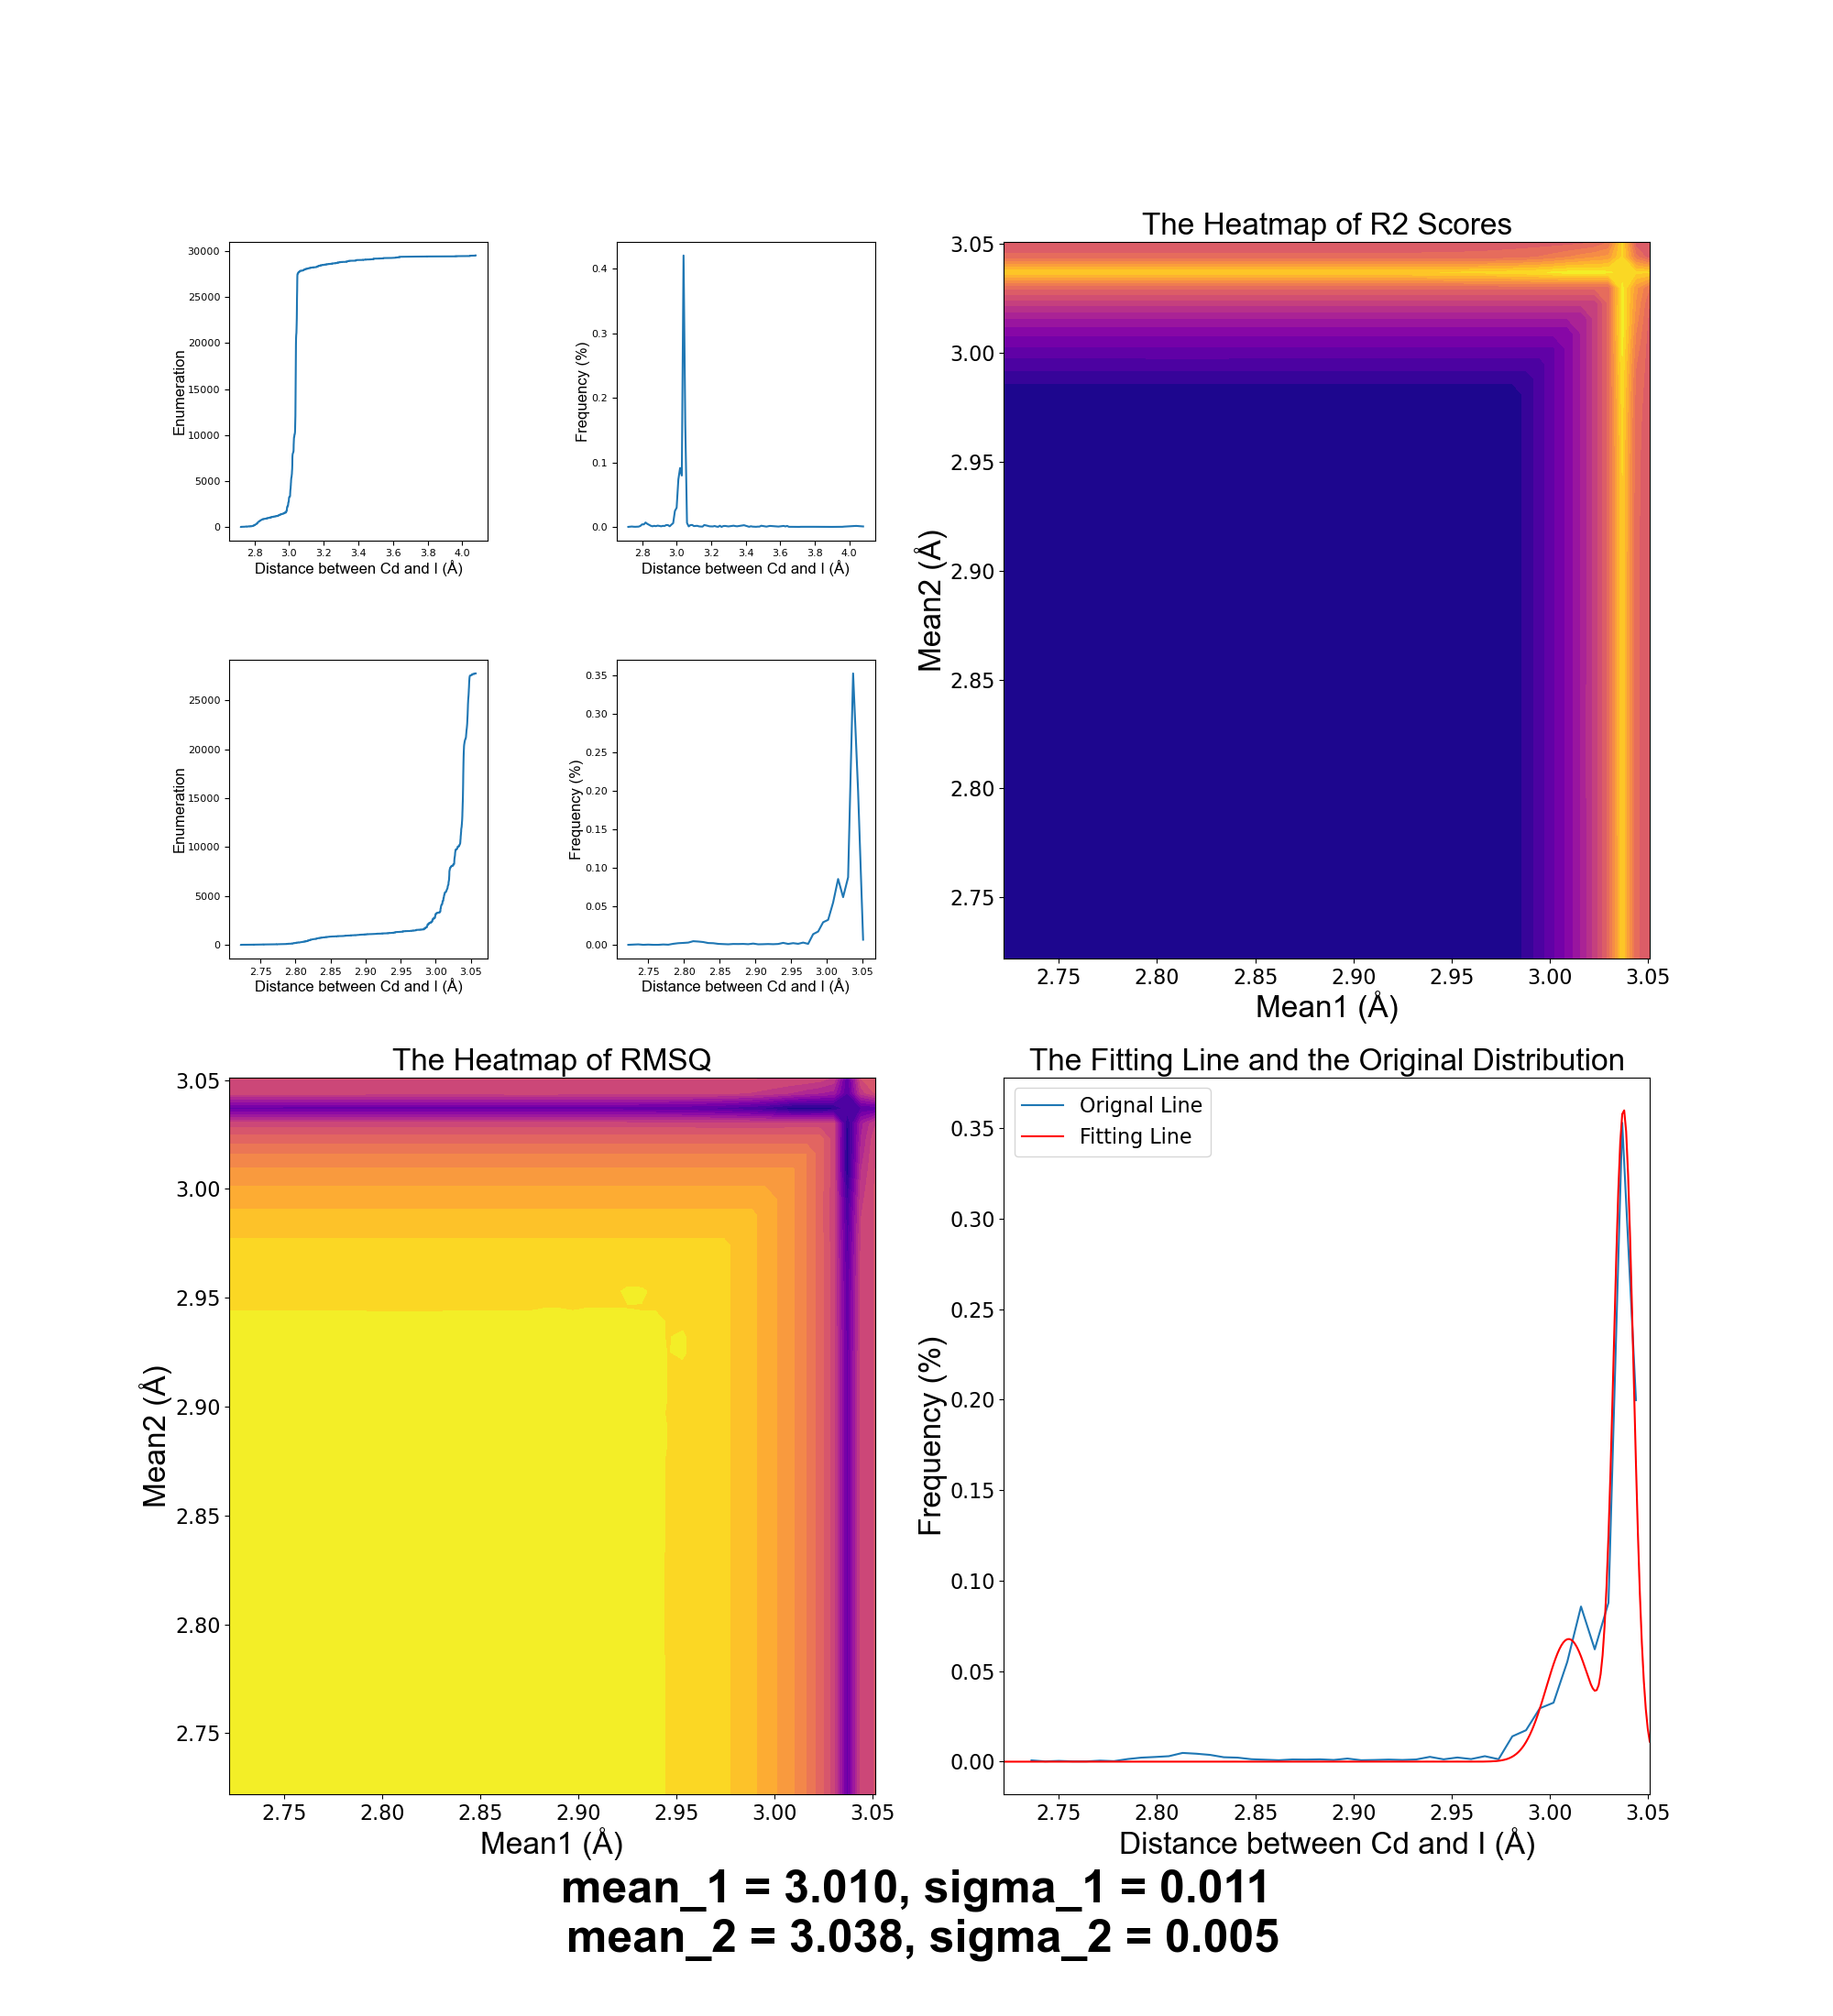 30000
25000
20000
15000
10000
5000
0
Enumeration
2.8 3.0 3.2 3.4 3.6 3.8 4.0
Distance between Cd and I (Å)
0.4
0.3
0.2
0.1
0.0
Frequency (%)
2.8 3.0 3.2 3.4 3.6 3.8 4.0
Distance between Cd and I (Å)
The Heatmap of R2 Scores
3.05
3.00
2.95
2.90
2.85
2.80
2.75
Mean2 (Å)
2.75 2.80 2.85 2.90 2.95 3.00 3.05
Mean1 (Å)
25000
20000
15000
10000
5000
0
Enumeration
2.75 2.80 2.85 2.90 2.95 3.00 3.05
Distance between Cd and I (Å)
0.35
0.30
0.25
0.20
0.15
0.10
0.05
0.00
Frequency (%)
2.75 2.80 2.85 2.90 2.95 3.00 3.05
Distance between Cd and I (Å)
The Heatmap of RMSQ
3.05
3.00
2.95
2.90
2.85
2.80
2.75
Mean2 (Å)
2.75 2.80 2.85 2.90 2.95 3.00 3.05
Mean1 (Å)
The Fitting Line and the Original Distribution
Orignal Line
Fitting Line
0.35
0.30
0.25
0.20
0.15
0.10
0.05
0.00
Frequency (%)
2.75 2.80 2.85 2.90 2.95 3.00 3.05
Distance between Cd and I (Å)
mean_1 = 3.010, sigma_1 = 0.011
mean_2 = 3.038, sigma_2 = 0.005